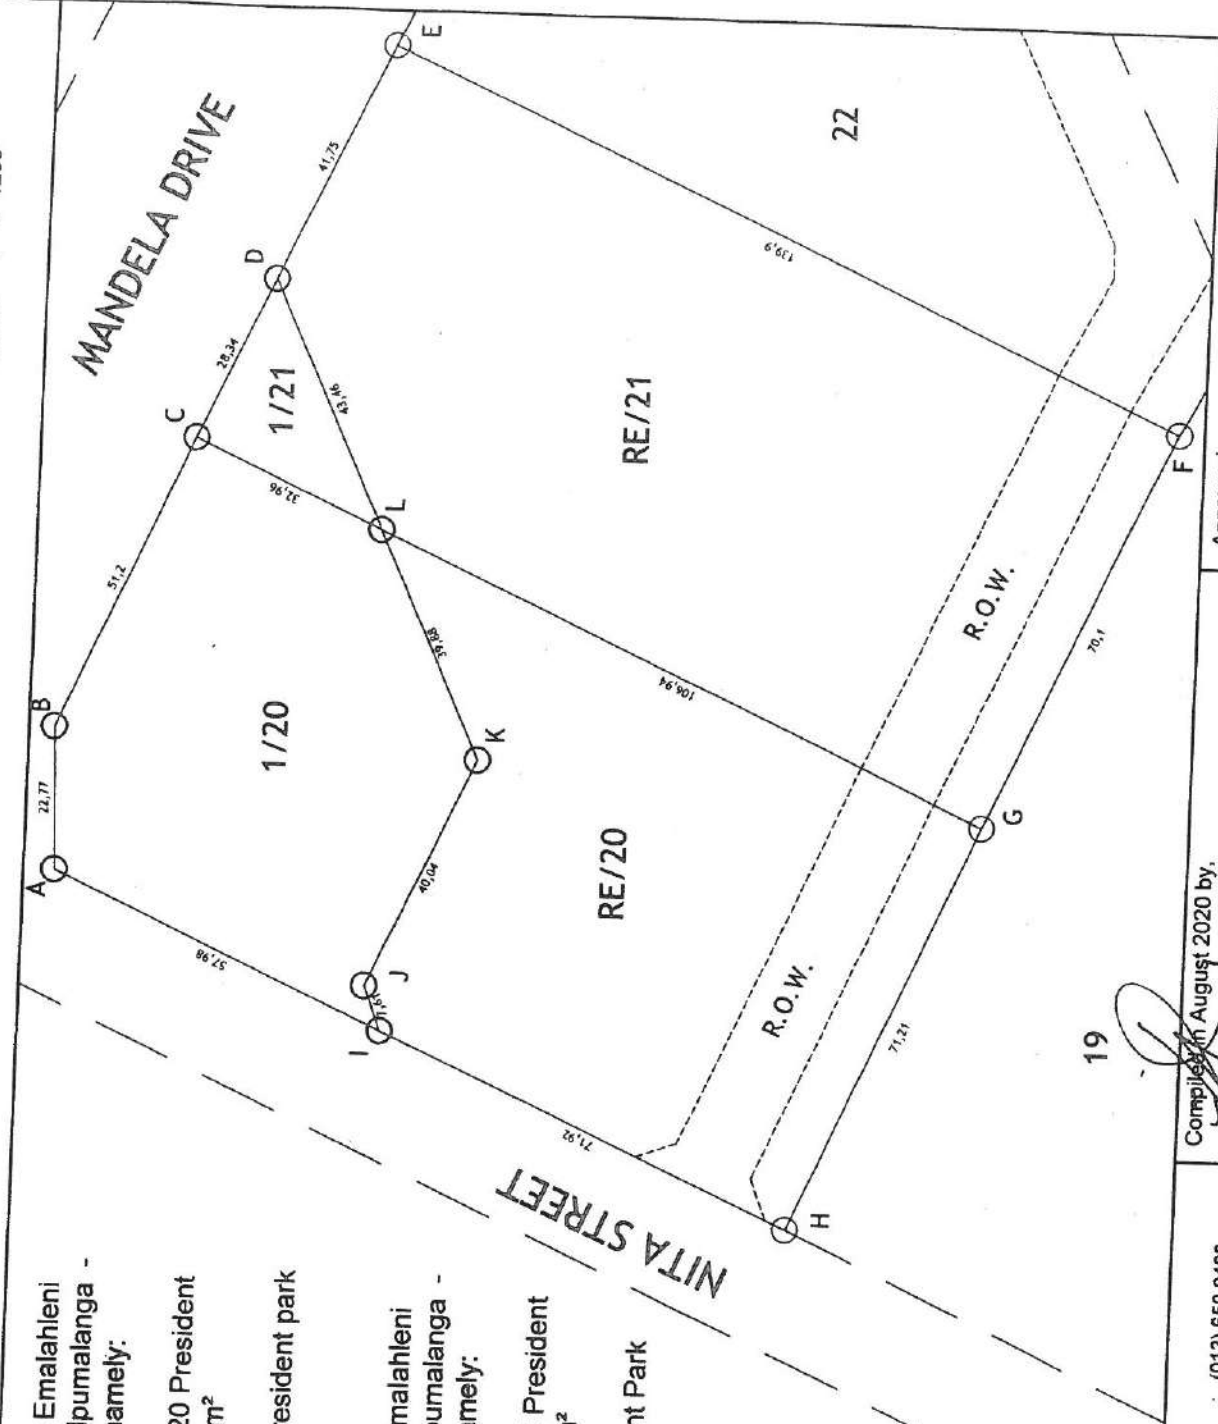 MANDELA DRIVE
E
41,75
D
28,34
C
1/21
43,46
22
139,9
32,96
L
RE/21
51,2
B
22,77
A
1/20
39,88
K
106,94
40,04
J
I
57,98
RE/20
R.O.W.
R.O.W.
F
70,1
G
71,21
71,92
H
19
NITA STREET
Emalahleni
pumalanga -
amely:
20 President
m²
resident park
malahleni
umalanga -
mely:
President
nt Park
Compiled in August 2020 by,